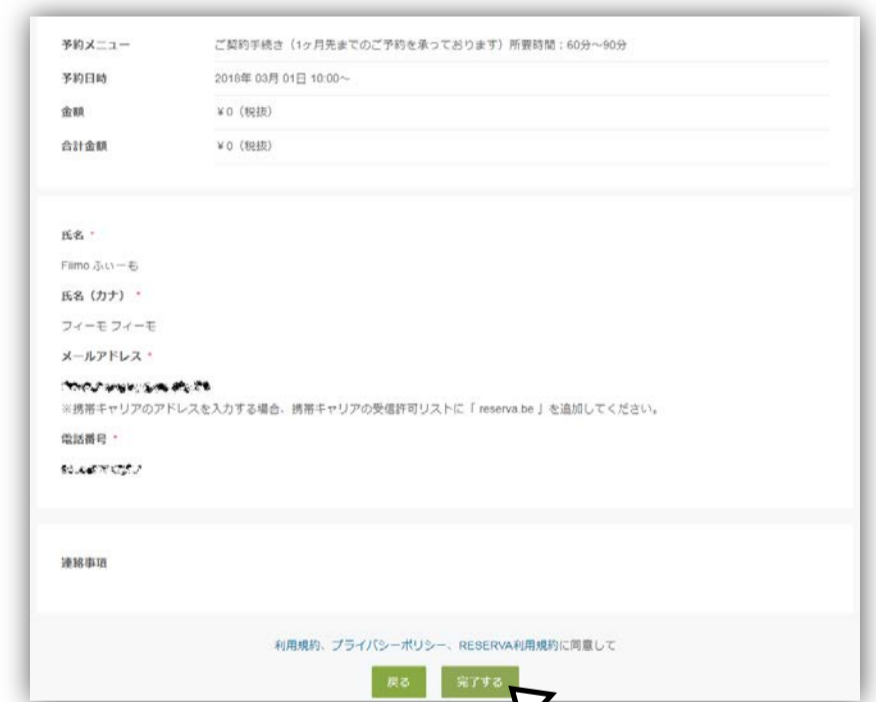 予約メニュー ご契約手続き（1ヶ月先までのご予約を承っております）所要時間：60分～90分
予約日時 2018年 03月 01日 10:00～
金額 ￥0（税抜）
合計金額 ￥0（税抜）
氏名 *
Fiimo ふぃーも
氏名（カナ） *
フィーモ フィーモ
メールアドレス *
※携帯キャリアのアドレスを入力する場合、携帯キャリアの受信許可リストに「 reserva.be 」を追加してください。
電話番号 *
連絡事項
利用規約、プライバシーポリシー、RESERVA利用規約に同意して
戻る 完了する